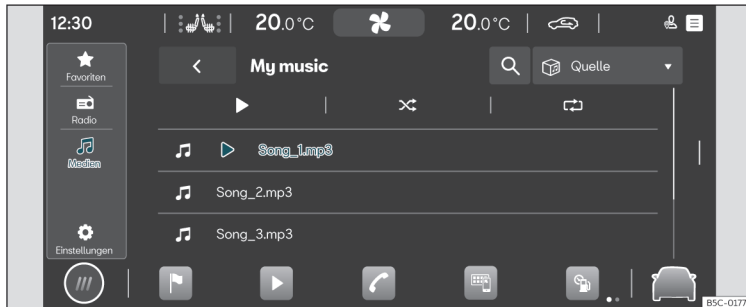 12:30
20.0°C
20.0°C
Favoriten
My music
Quelle
Radio
Medien
Song_1.mp3
Song_2.mp3
Song_3.mp3
Einstellungen
B5C-0177